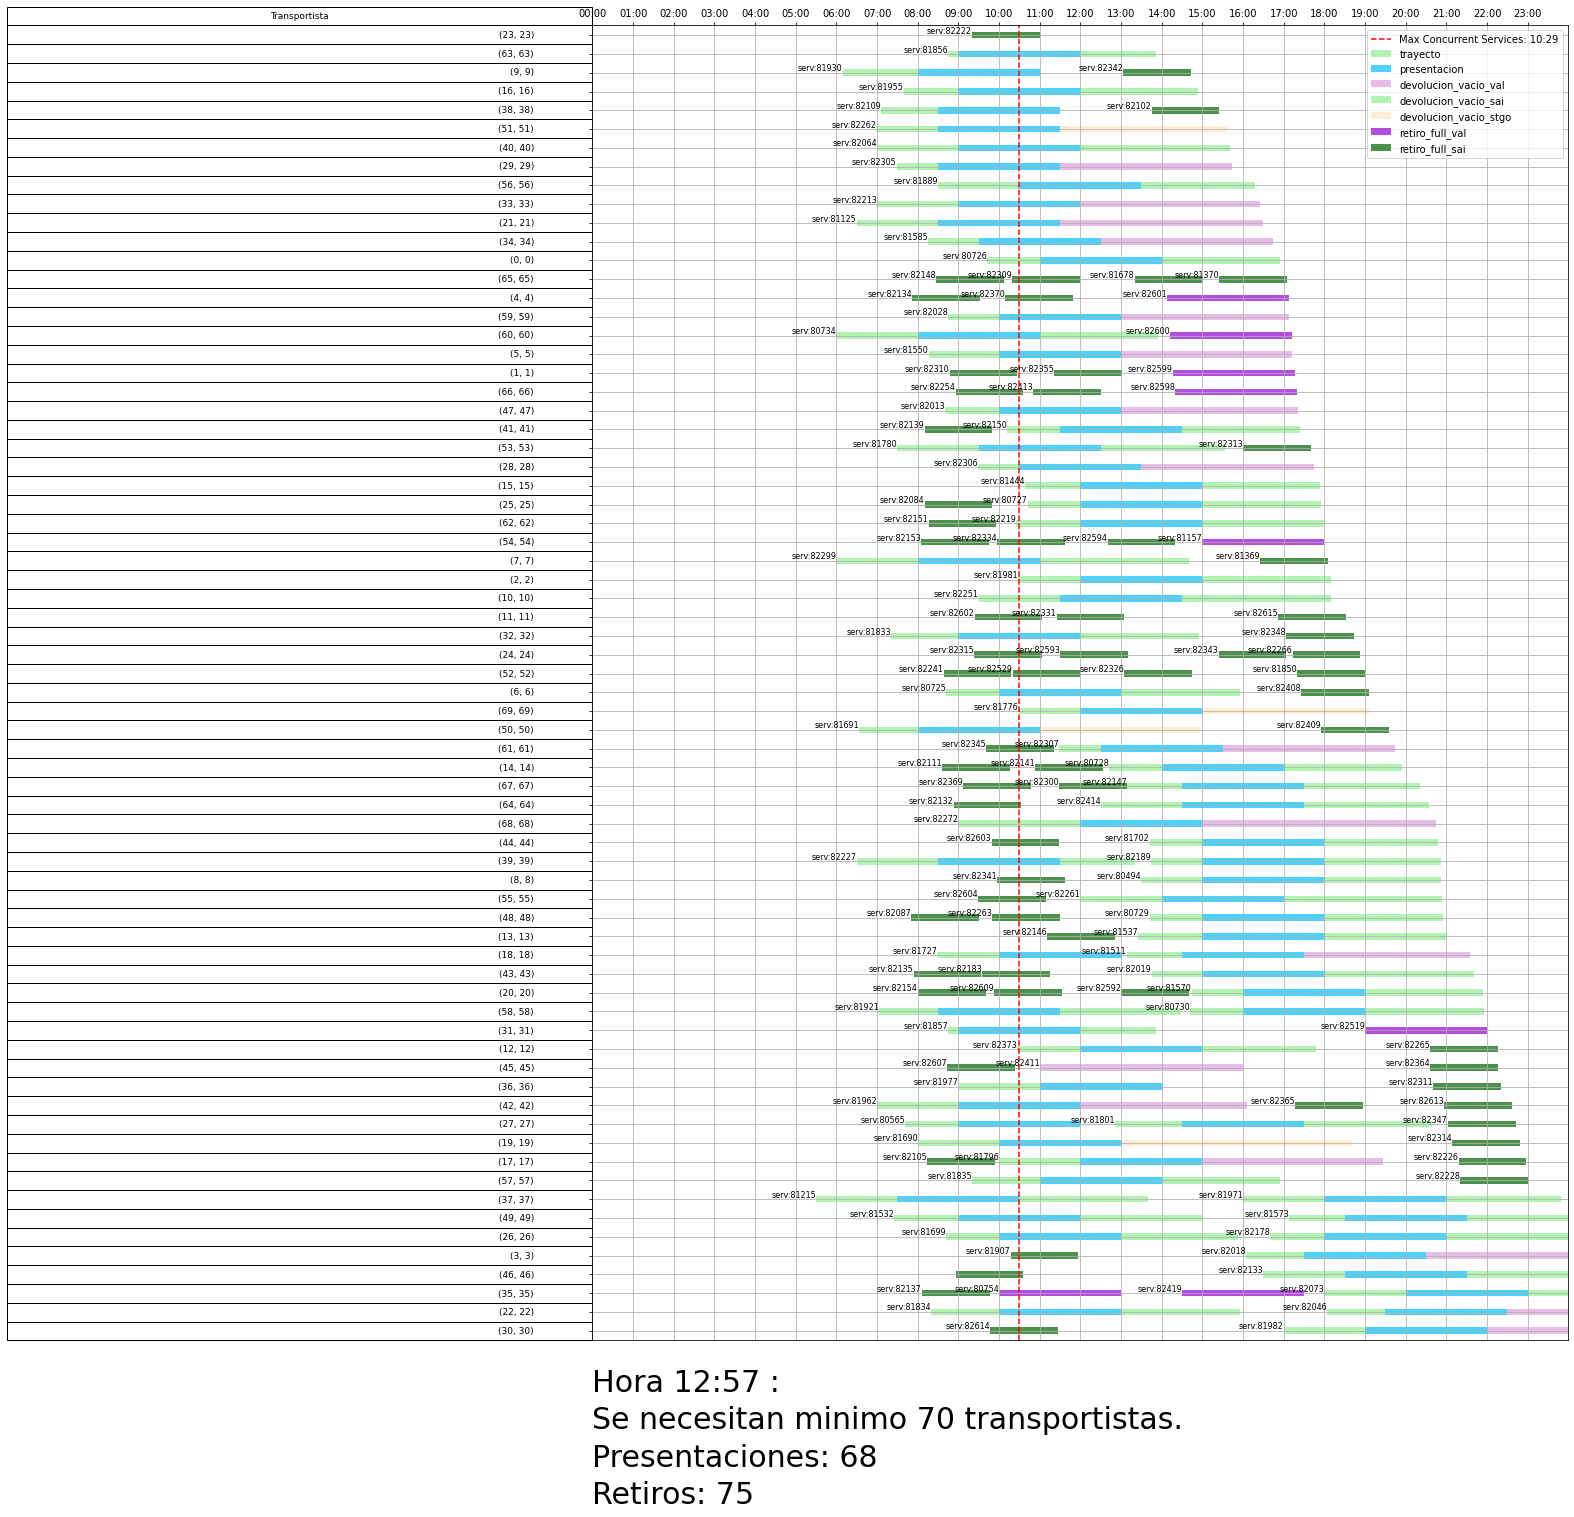 Transportista
00:00 01:00 02:00 03:00 04:00 05:00 06:00 07:00 08:00 09:00 10:00 11:00 12:00 13:00 14:00 15:00 16:00 17:00 18:00 19:00 20:00 21:00 22:00 23:00
Max Concurrent Services: 10:29
trayecto
presentacion
devolucion_vacio_val
devolucion_vacio_sai
devolucion_vacio_stgo
retiro_full_val
retiro_full_sai
(23, 23) serv:82222
(63, 63) serv:81856
(9, 9) serv:81930 serv:82342
(16, 16) serv:81955
(38, 38) serv:82109 serv:82102
(51, 51) serv:82262
(40, 40) serv:82064
(29, 29) serv:82305
(56, 56) serv:81889
(33, 33) serv:82213
(21, 21) serv:81125
(34, 34) serv:81585
(0, 0) serv:80726
(65, 65) serv:82148 serv:82309 serv:81678 serv:81370
(4, 4) serv:82134 serv:82370 serv:82601
(59, 59) serv:82028
(60, 60) serv:80734 serv:82600
(5, 5) serv:81550
(1, 1) serv:82310 serv:82355 serv:82599
(66, 66) serv:82254 serv:82413 serv:82598
(47, 47) serv:82013
(41, 41) serv:82139 serv:82150
(53, 53) serv:81780 serv:82313
(28, 28) serv:82306
(15, 15) serv:81444
(25, 25) serv:82084 serv:80727
(62, 62) serv:82151 serv:82219
(54, 54) serv:82153 serv:82334 serv:82594 serv:81157
(7, 7) serv:82299 serv:81369
(2, 2) serv:81981
(10, 10) serv:82251
(11, 11) serv:82602 serv:82331 serv:82615
(32, 32) serv:81833 serv:82348
(24, 24) serv:82315 serv:82593 serv:82343 serv:82266
(52, 52) serv:82241 serv:82529 serv:82326 serv:81850
(6, 6) serv:80725 serv:82408
(69, 69) serv:81776
(50, 50) serv:81691 serv:82409
(61, 61) serv:82345 serv:82307
(14, 14) serv:82111 serv:82141 serv:80728
(67, 67) serv:82369 serv:82300 serv:82147
(64, 64) serv:82132 serv:82414
(68, 68) serv:82272
(44, 44) serv:82603 serv:81702
(39, 39) serv:82227 serv:82189
(8, 8) serv:82341 serv:80494
(55, 55) serv:82604 serv:82261
(48, 48) serv:82087 serv:82263 serv:80729
(13, 13) serv:82146 serv:81537
(18, 18) serv:81727 serv:81511
(43, 43) serv:82135 serv:82183 serv:82019
(20, 20) serv:82154 serv:82609 serv:82592 serv:81570
(58, 58) serv:81921 serv:80730
(31, 31) serv:81857 serv:82519
(12, 12) serv:82373 serv:82265
(45, 45) serv:82607 serv:82411 serv:82364
(36, 36) serv:81977 serv:82311
(42, 42) serv:81962 serv:82365 serv:82613
(27, 27) serv:80565 serv:81801 serv:82347
(19, 19) serv:81690 serv:82314
(17, 17) serv:82105 serv:81796 serv:82226
(57, 57) serv:81835 serv:82228
(37, 37) serv:81215 serv:81971
(49, 49) serv:81532 serv:81573
(26, 26) serv:81699 serv:82178
(3, 3) serv:81907 serv:82018
(46, 46) serv:82133
(35, 35) serv:82137 serv:80754 serv:82419 serv:82073
(22, 22) serv:81834 serv:82046
(30, 30) serv:82614 serv:81982
Hora 12:57 :
Se necesitan minimo 70 transportistas.
Presentaciones: 68
Retiros: 75